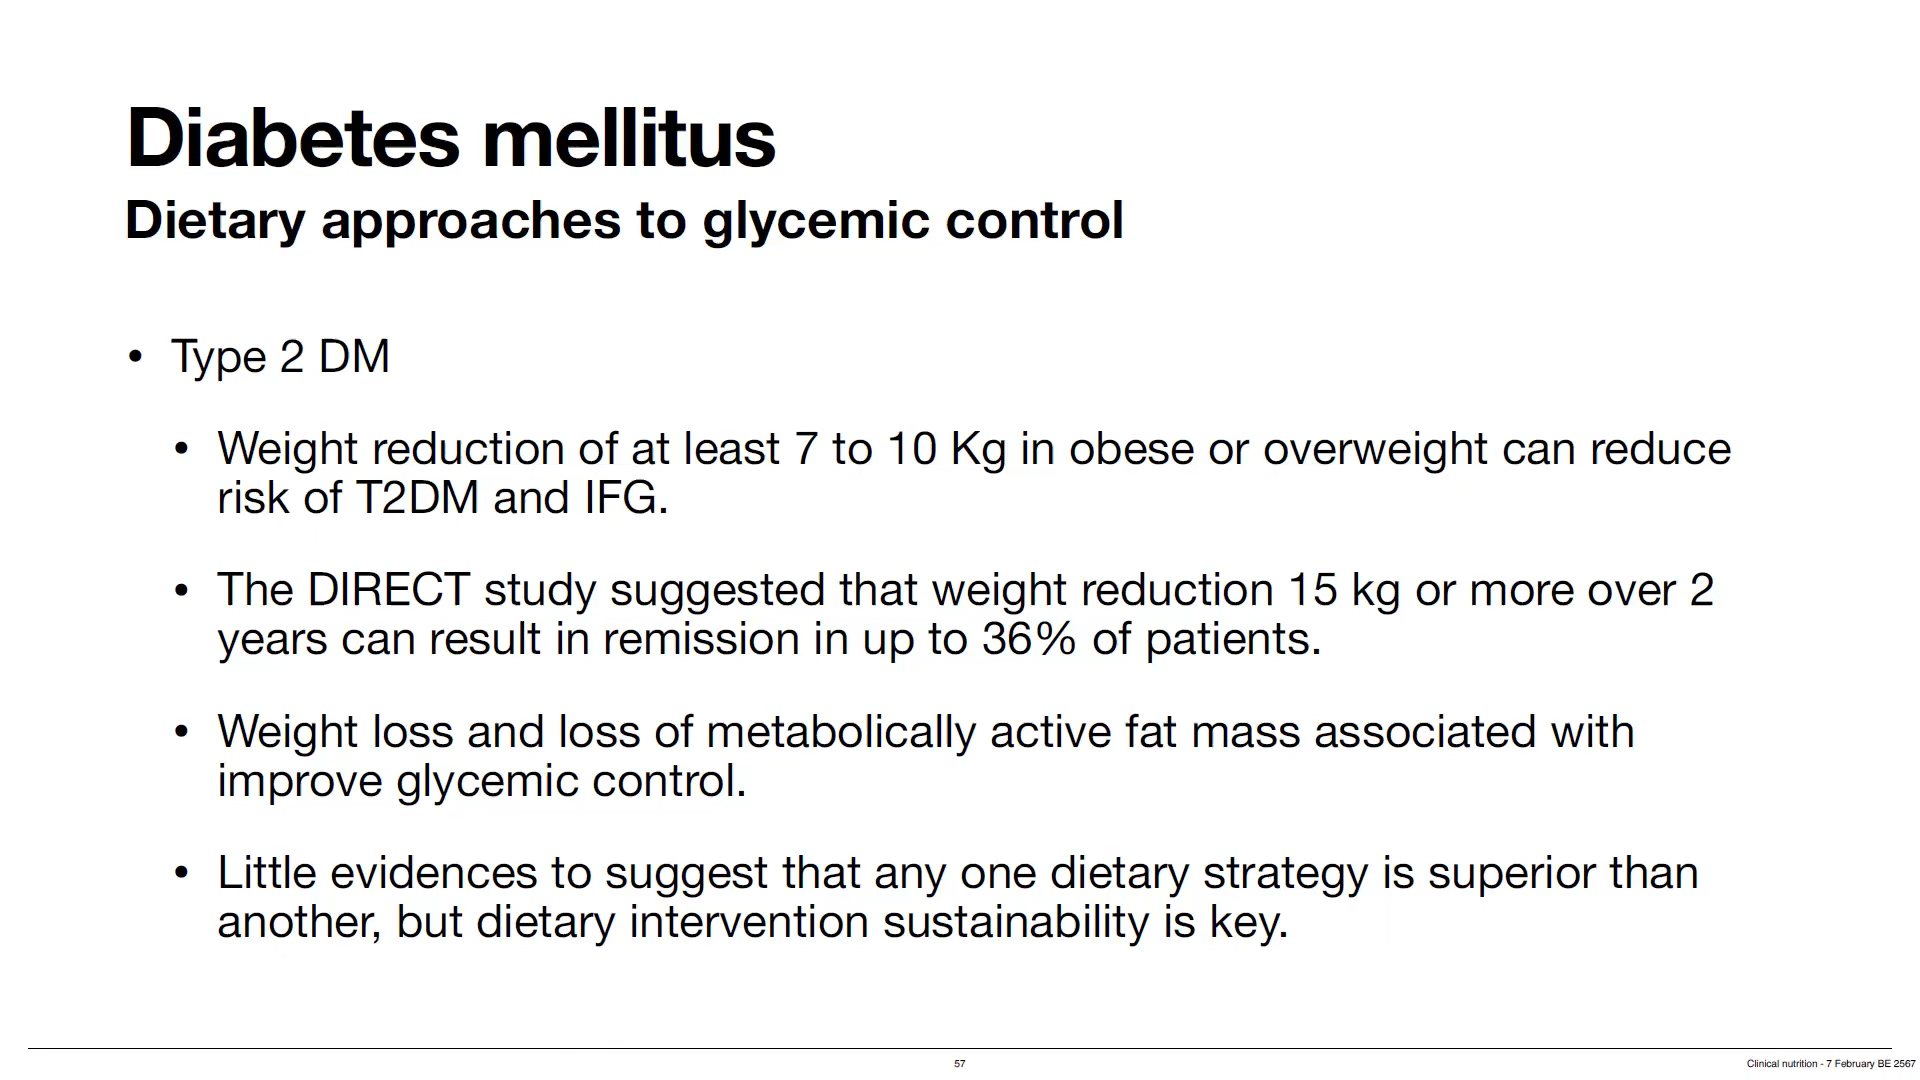 Diabetes mellitus
Dietary approaches to glycemic control
• Type 2 DM
• Weight reduction of at least 7 to 10 Kg in obese or overweight can reduce
risk of T2DM and IFG.
• The DIRECT study suggested that weight reduction 15 kg or more over 2
years can result in remission in up to 36% of patients.
• Weight loss and loss of metabolically active fat mass associated with
improve glycemic control.
• Little evidences to suggest that any one dietary strategy is superior than
another, but dietary intervention sustainability is key.
57
Clinical nutrition - 7 February BE 2567